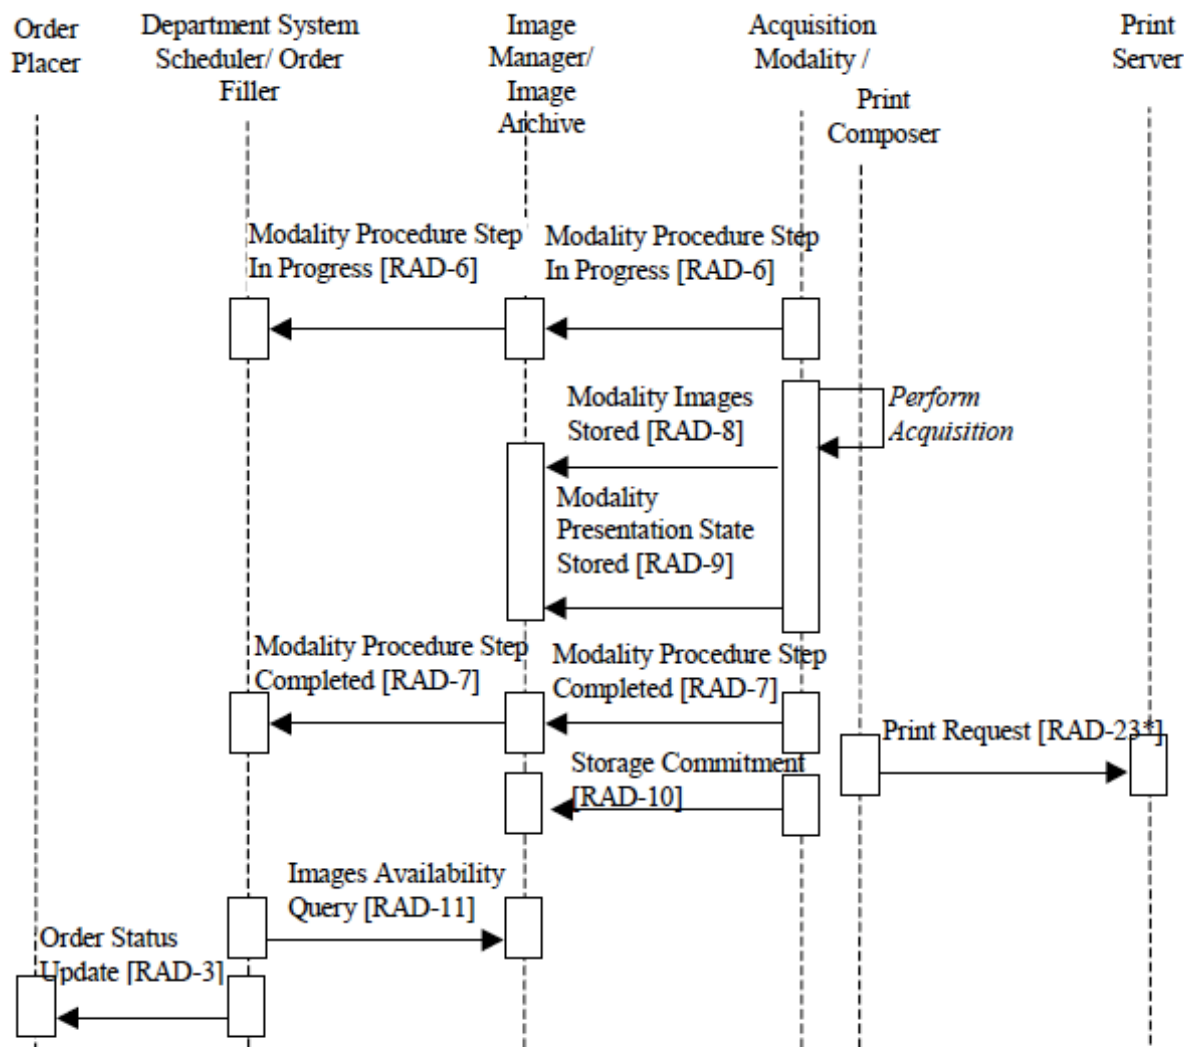 Order
Placer
Department System
Scheduler/ Order
Filler
Image
Manager/
Image
Archive
Acquisition
Modality /
Print
Composer
Print
Server
Modality Procedure Step
In Progress [RAD-6]
Modality Procedure Step
In Progress [RAD-6]
Perform
Acquisition
Modality Images
Stored [RAD-8]
Modality
Presentation State
Stored [RAD-9]
Modality Procedure Step
Completed [RAD-7]
Modality Procedure Step
Completed [RAD-7]
Print Request [RAD-23*]
Storage Commitment
[RAD-10]
Images Availability
Query [RAD-11]
Order Status
Update [RAD-3]